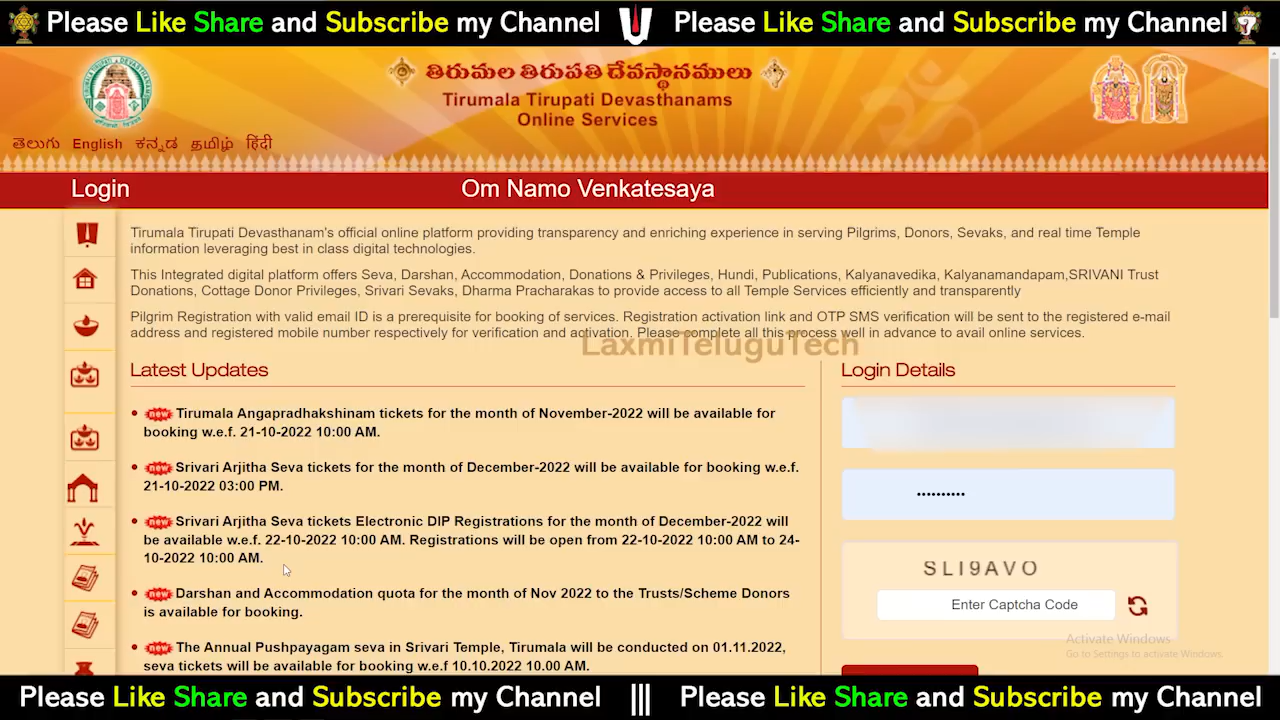 Please Like Share and Subscribe my Channel Please Like Share and Subscribe my Channel
తిరుమల తిరుపతి దేవస్థానములు
Tirumala Tirupati Devasthanams
Online Services
తెలుగు English ಕನ್ನಡ தமிழ் हिंदी
Login Om Namo Venkatesaya
Tirumala Tirupati Devasthanam's official online platform providing transparency and enriching experience in serving Pilgrims, Donors, Sevaks, and real time Temple
information leveraging best in class digital technologies.
This Integrated digital platform offers Seva, Darshan, Accommodation, Donations & Privileges, Hundi, Publications, Kalyanavedika, Kalyanamandapam,SRIVANI Trust
Donations, Cottage Donor Privileges, Srivari Sevaks, Dharma Pracharakas to provide access to all Temple Services efficiently and transparently
Pilgrim Registration with valid email ID is a prerequisite for booking of services. Registration activation link and OTP SMS verification will be sent to the registered e-mail
address and registered mobile number respectively for verification and activation. Please complete all this process well in advance to avail online services.
LaxmiTeluguTech
Latest Updates
new Tirumala Angapradhakshinam tickets for the month of November-2022 will be available for
booking w.e.f. 21-10-2022 10:00 AM.
new Srivari Arjitha Seva tickets for the month of December-2022 will be available for booking w.e.f.
21-10-2022 03:00 PM.
new Srivari Arjitha Seva tickets Electronic DIP Registrations for the month of December-2022 will
be available w.e.f. 22-10-2022 10:00 AM. Registrations will be open from 22-10-2022 10:00 AM to 24-
10-2022 10:00 AM.
new Darshan and Accommodation quota for the month of Nov 2022 to the Trusts/Scheme Donors
is available for booking.
new The Annual Pushpayagam seva in Srivari Temple, Tirumala will be conducted on 01.11.2022,
seva tickets will be available for booking w.e.f 10.10.2022 10.00 AM.
Login Details
••••••••••
SLI9AVO
Enter Captcha Code
Activate Windows
Go to Settings to activate Windows.
Please Like Share and Subscribe my Channel ||| Please Like Share and Subscribe my Channel